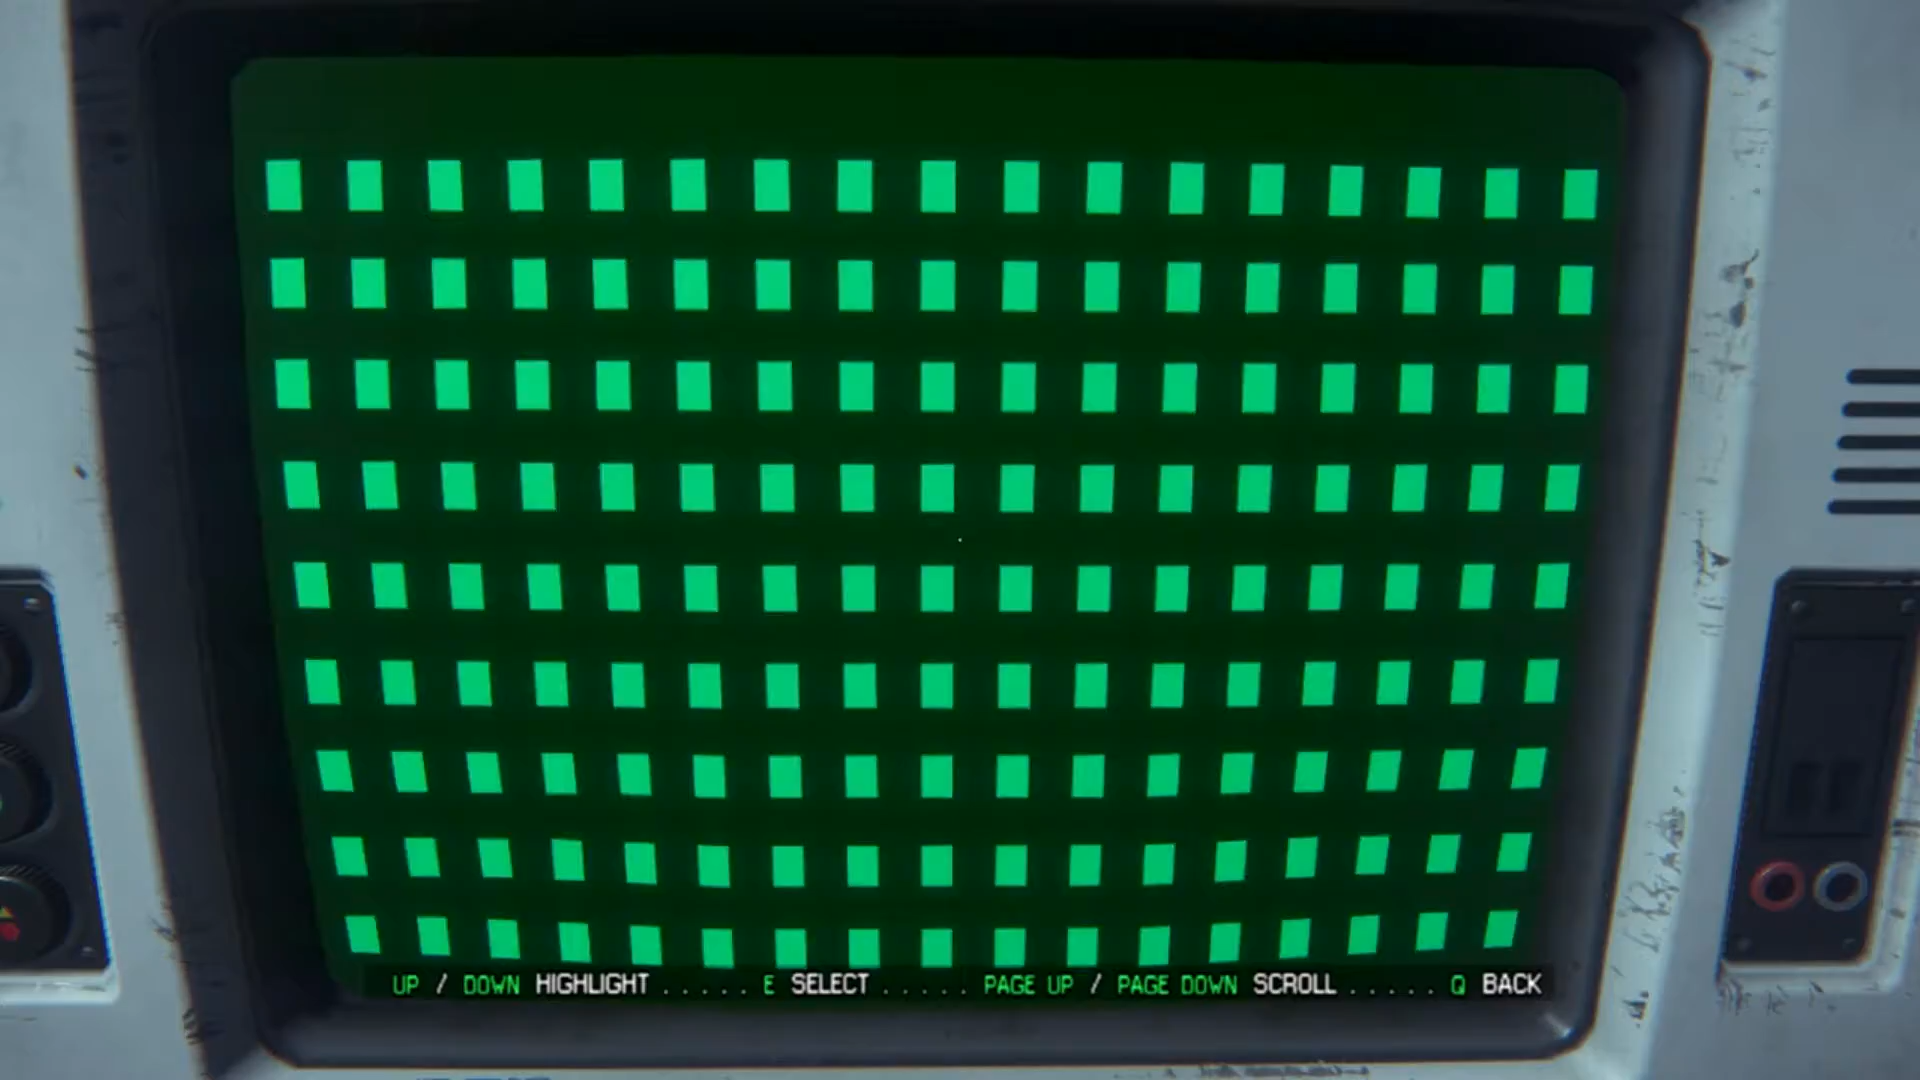 UP / DOWN HIGHLIGHT ..... E SELECT ..... PAGE UP / PAGE DOWN SCROLL ..... Q BACK